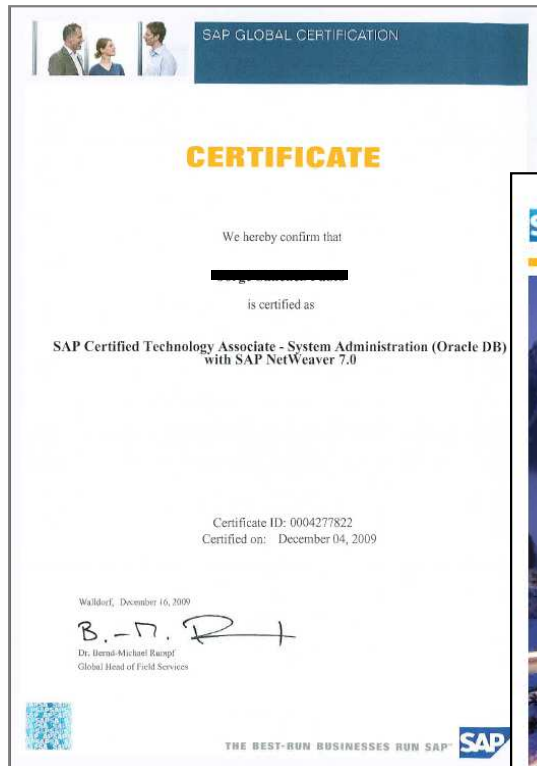 SAP GLOBAL CERTIFICATION
CERTIFICATE
We hereby confirm that
is certified as
SAP Certified Technology Associate - System Administration (Oracle DB)
with SAP NetWeaver 7.0
Certificate ID: 0004277822
Certified on: December 04, 2009
Walldorf, December 16, 2009
Dr. Bernd-Michael Rumpf
Global Head of Field Services
THE BEST-RUN BUSINESSES RUN SAP™
SAP